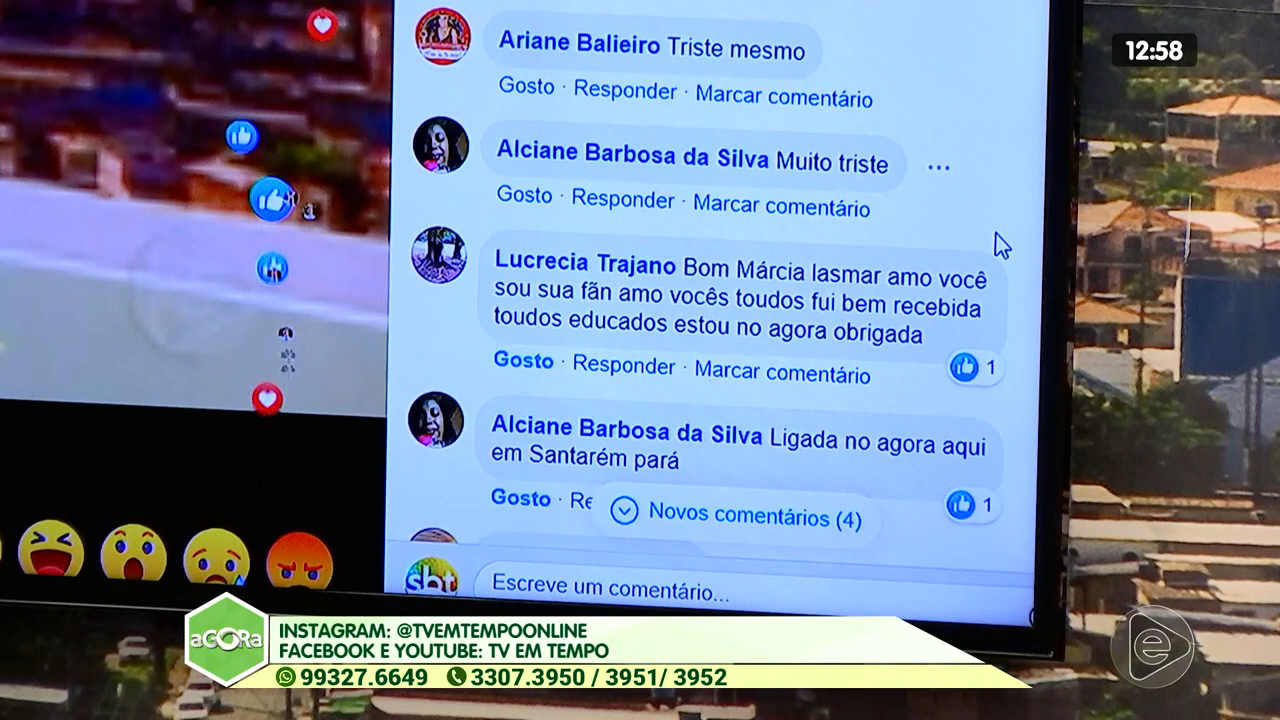 Ariane Balieiro Triste mesmo
Gosto · Responder · Marcar comentário
12:58
Alciane Barbosa da Silva Muito triste
Gosto · Responder · Marcar comentário
Lucrecia Trajano Bom Márcia lasmar amo você
sou sua fãn amo vocês toudos fui bem recebida
toudos educados estou no agora obrigada
Gosto · Responder · Marcar comentário
1
Alciane Barbosa da Silva Ligada no agora aqui
em Santarém pará
Gosto · Re
Novos comentários (4)
1
sbt
Escreve um comentário...
aGORa
INSTAGRAM: @TVEMTEMPOONLINE
FACEBOOK E YOUTUBE: TV EM TEMPO
99327.6649 3307.3950 / 3951/ 3952
e